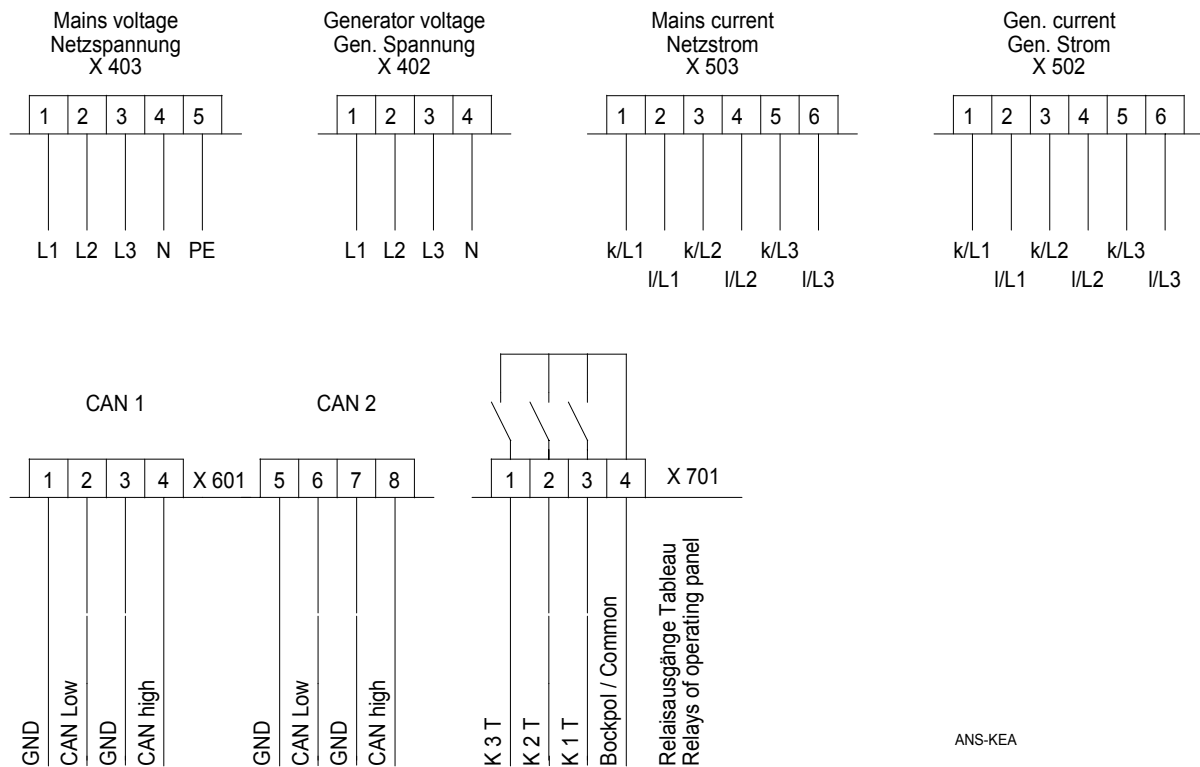 Mains voltage
Netzspannung
X 403
1 2 3 4 5
L1 L2 L3 N PE
Generator voltage
Gen. Spannung
X 402
1 2 3 4
L1 L2 L3 N
Mains current
Netzstrom
X 503
1 2 3 4 5 6
k/L1 k/L2 k/L3
l/L1 l/L2 l/L3
Gen. current
Gen. Strom
X 502
1 2 3 4 5 6
k/L1 k/L2 k/L3
l/L1 l/L2 l/L3
CAN 1
1 2 3 4
X 601
GND
CAN Low
GND
CAN high
CAN 2
5 6 7 8
GND
CAN Low
GND
CAN high
1 2 3 4
X 701
K 3 T
K 2 T
K 1 T
Bockpol / Common
Relaisausgänge Tableau
Relays of operating panel
ANS-KEA